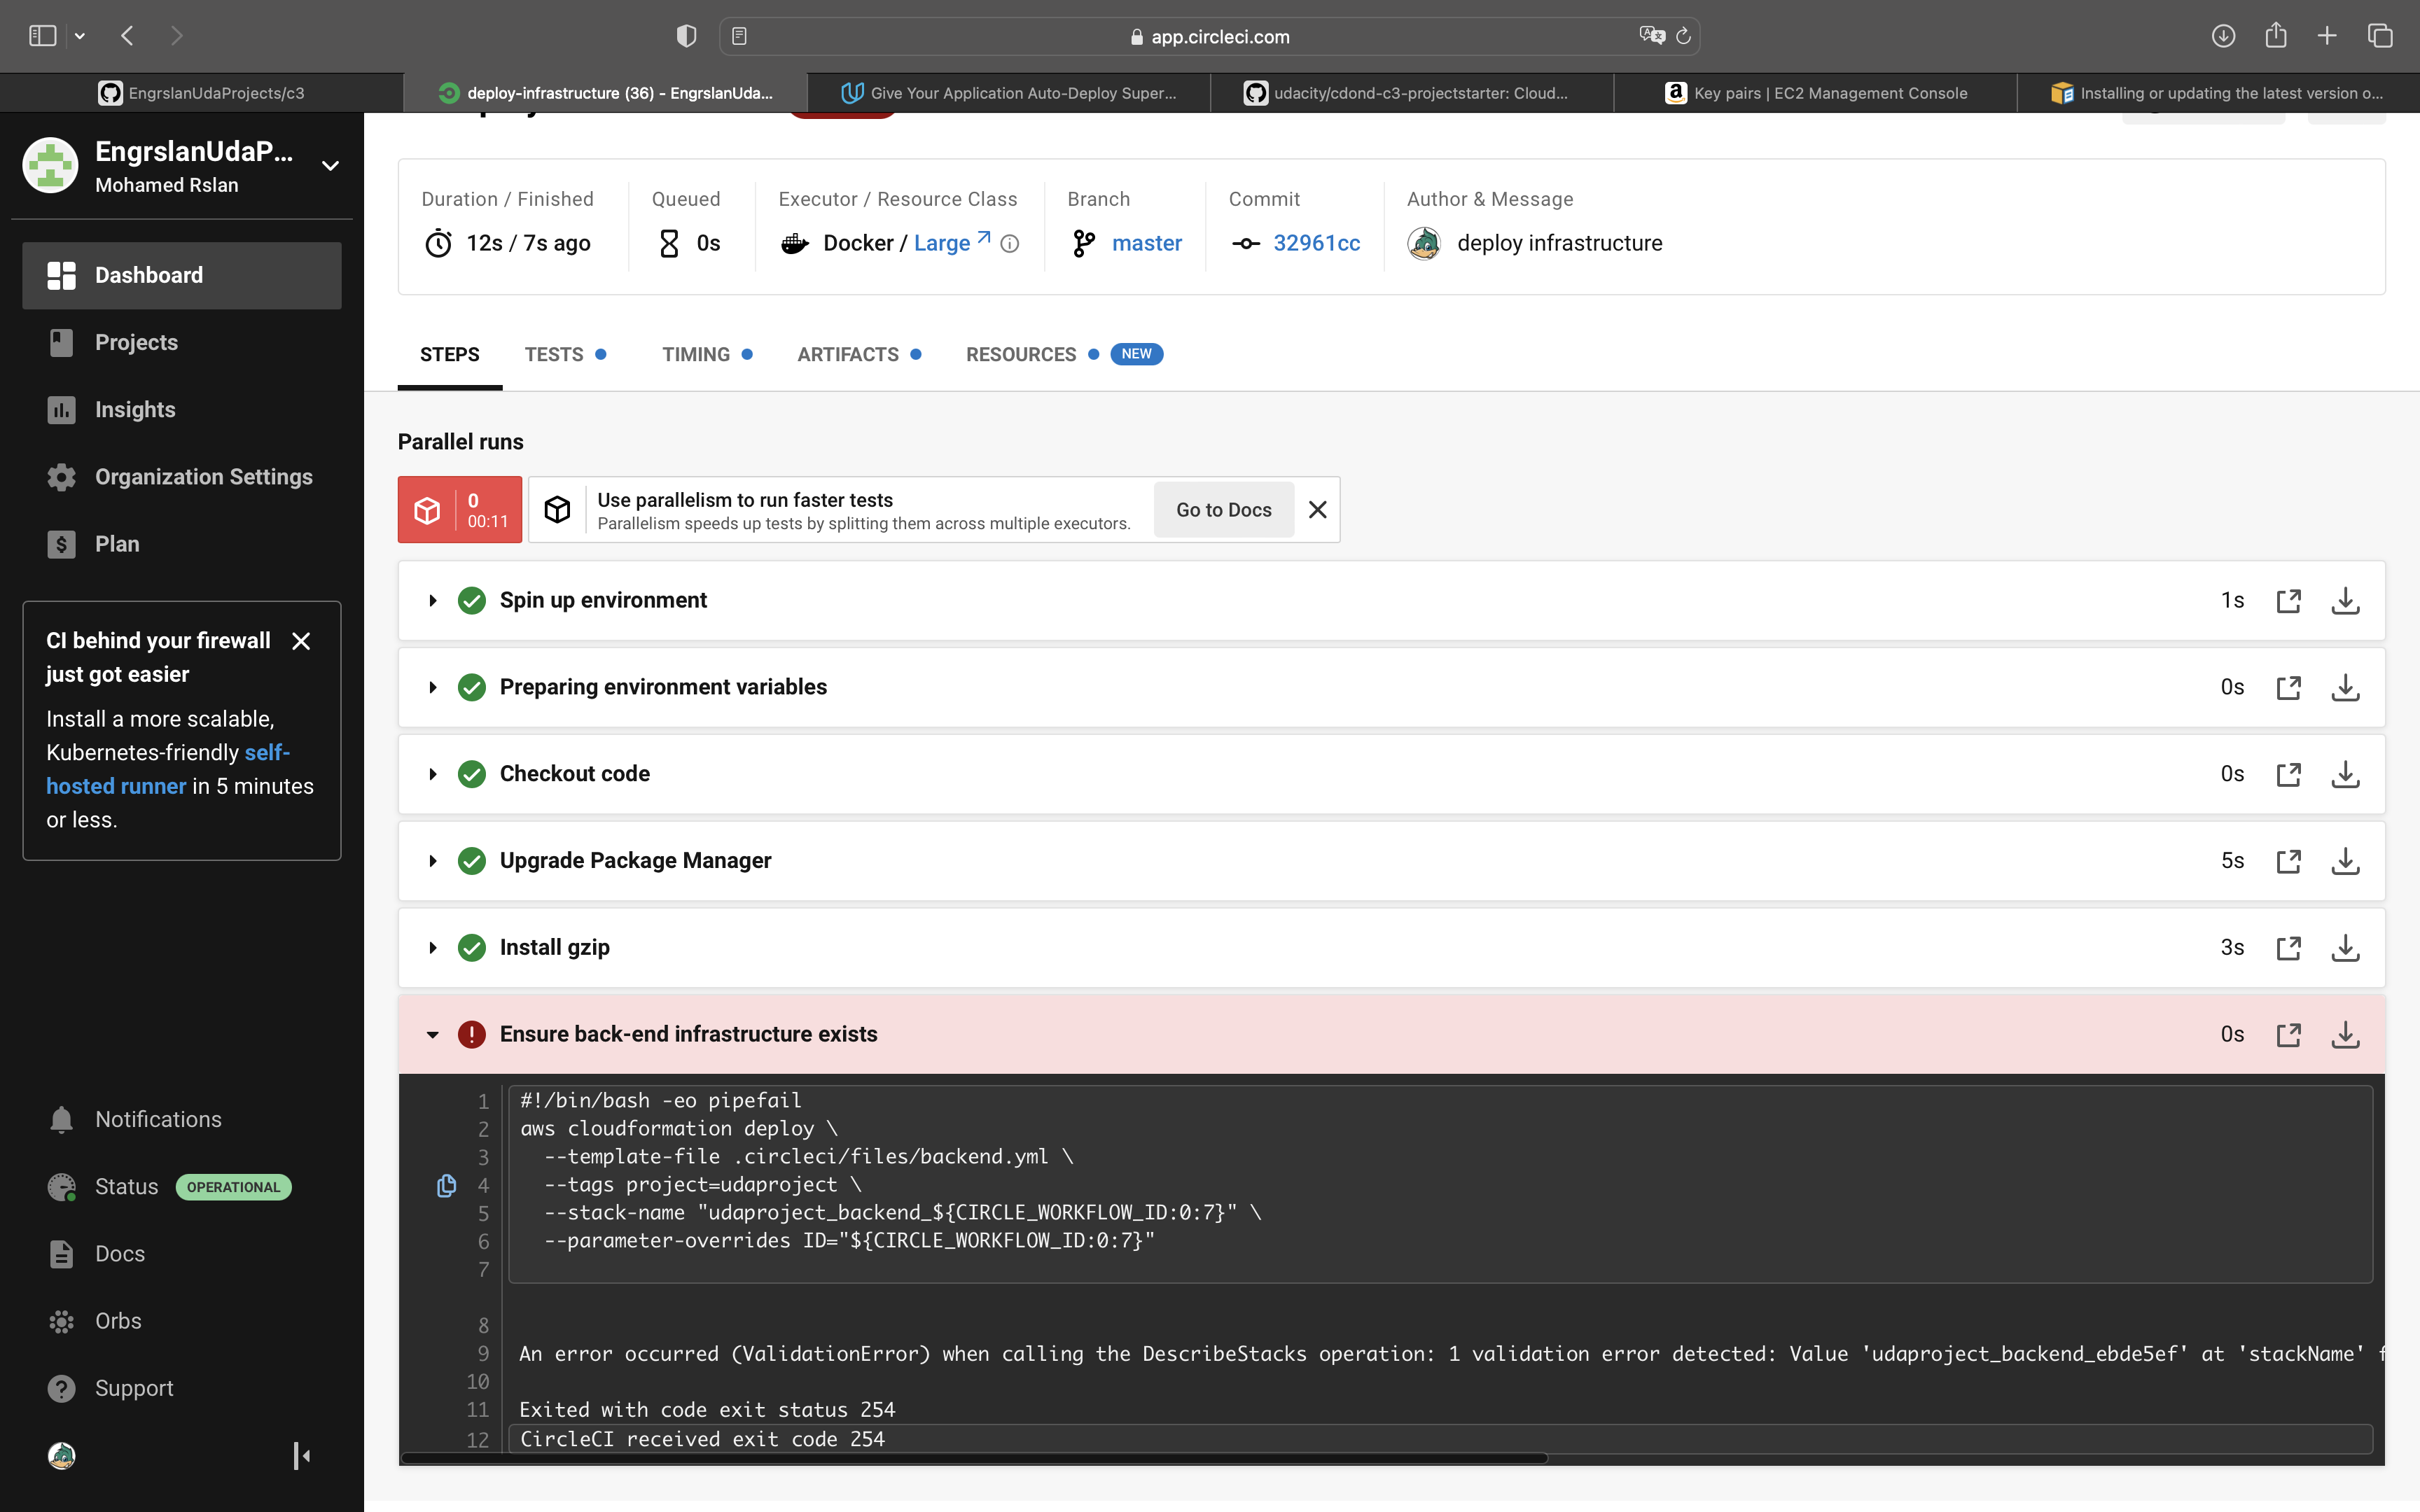 app.circleci.com
EngrslanUdaProjects/c3
deploy-infrastructure (36) - EngrslanUda...
Give Your Application Auto-Deploy Super...
udacity/cdond-c3-projectstarter: Cloud...
Key pairs | EC2 Management Console
Installing or updating the latest version o...
EngrslanUdaP...
Mohamed Rslan
Dashboard
Projects
Insights
Organization Settings
Plan
CI behind your firewall
just got easier
Install a more scalable,
Kubernetes-friendly self-
hosted runner in 5 minutes
or less.
Notifications
Status OPERATIONAL
Docs
Orbs
Support
Duration / Finished
12s / 7s ago
Queued
0s
Executor / Resource Class
Docker / Large
Branch
master
Commit
32961cc
Author & Message
deploy infrastructure
STEPS TESTS TIMING ARTIFACTS RESOURCES NEW
Parallel runs
0
00:11
Use parallelism to run faster tests
Parallelism speeds up tests by splitting them across multiple executors.
Go to Docs
Spin up environment 1s
Preparing environment variables 0s
Checkout code 0s
Upgrade Package Manager 5s
Install gzip 3s
Ensure back-end infrastructure exists 0s
1 #!/bin/bash -eo pipefail
2 aws cloudformation deploy \
3 --template-file .circleci/files/backend.yml \
4 --tags project=udaproject \
5 --stack-name "udaproject_backend_${CIRCLE_WORKFLOW_ID:0:7}" \
6 --parameter-overrides ID="${CIRCLE_WORKFLOW_ID:0:7}"
7
8
9 An error occurred (ValidationError) when calling the DescribeStacks operation: 1 validation error detected: Value 'udaproject_backend_ebde5ef' at 'stackName'
10
11 Exited with code exit status 254
12 CircleCI received exit code 254